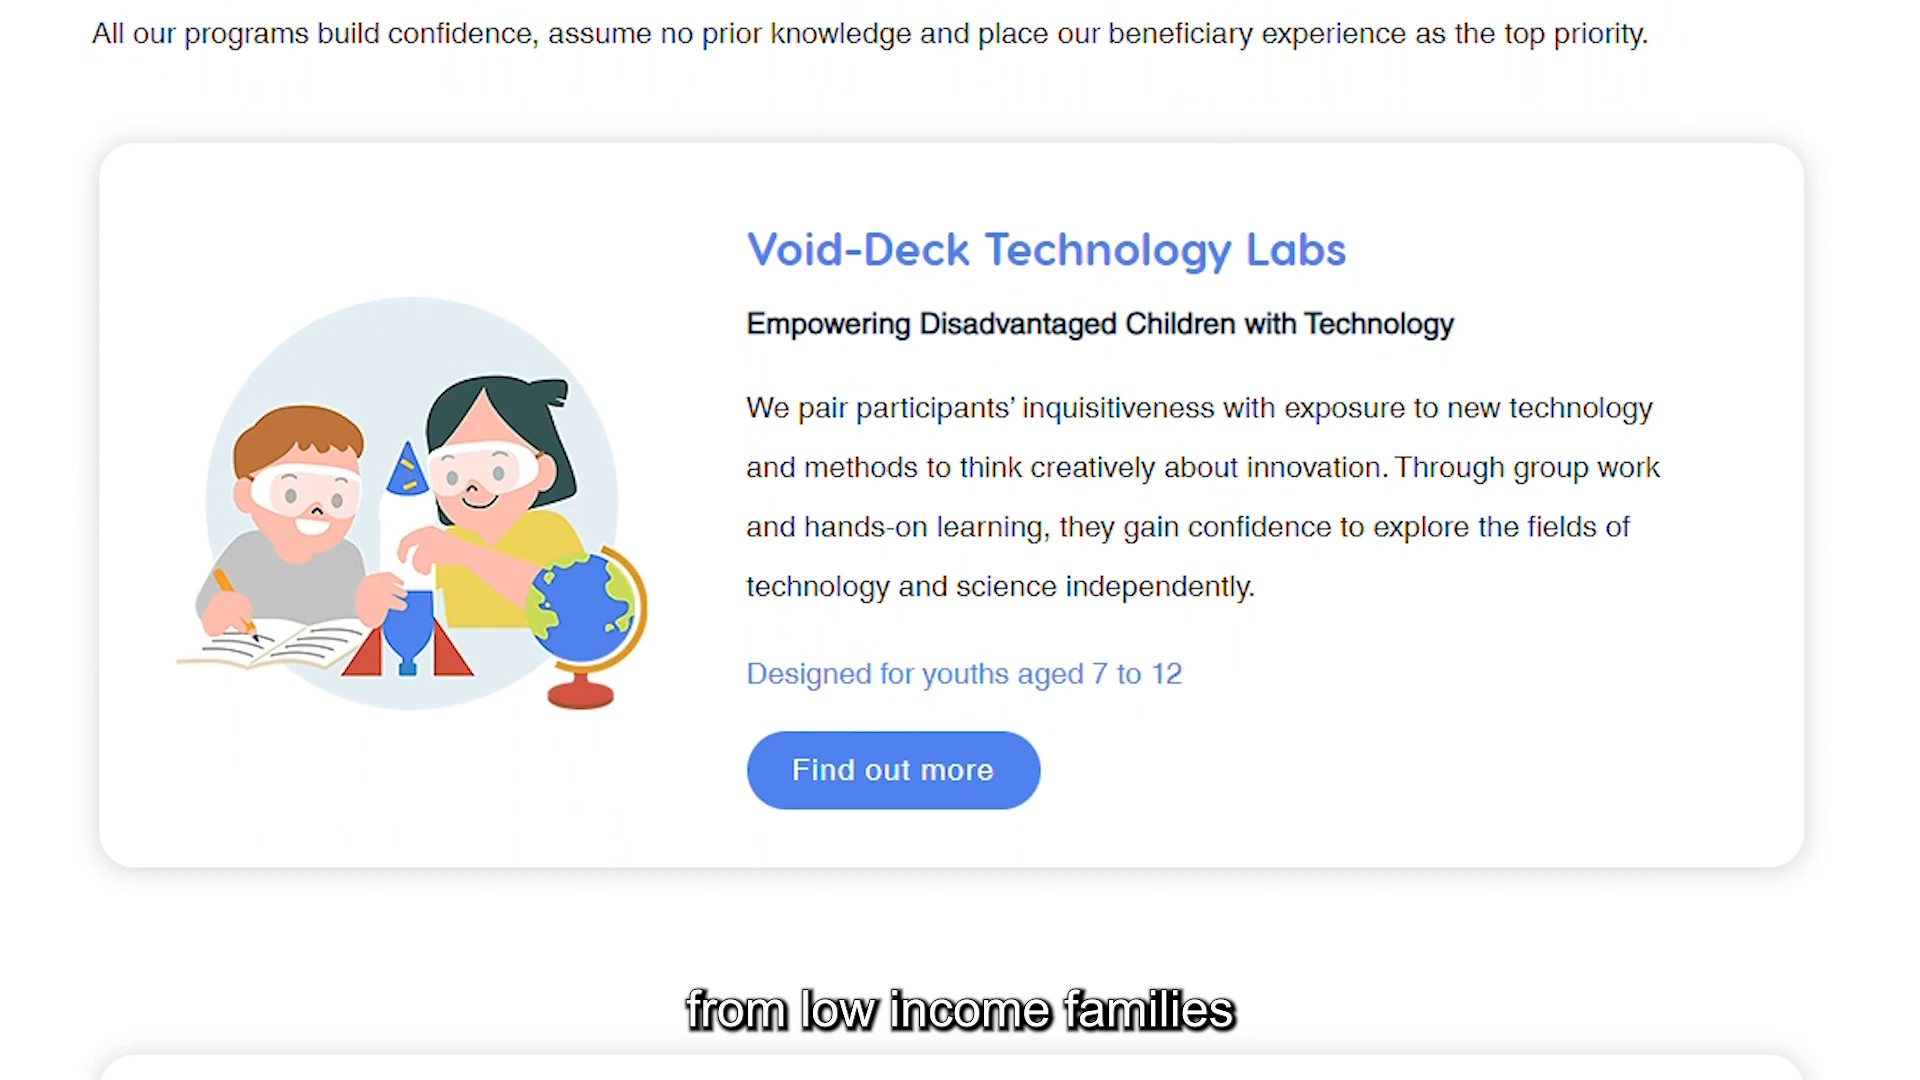 All our programs build confidence, assume no prior knowledge and place our beneficiary experience as the top priority.
Void-Deck Technology Labs
Empowering Disadvantaged Children with Technology
We pair participants’ inquisitiveness with exposure to new technology
and methods to think creatively about innovation. Through group work
and hands-on learning, they gain confidence to explore the fields of
technology and science independently.
Designed for youths aged 7 to 12
Find out more
from low income families